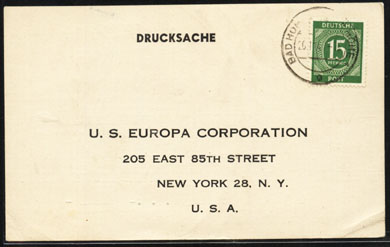 DRUCKSACHE
DEUTSCHE
15
POST
U. S. EUROPA CORPORATION
205 EAST 85TH STREET
NEW YORK 28, N. Y.
U. S. A.